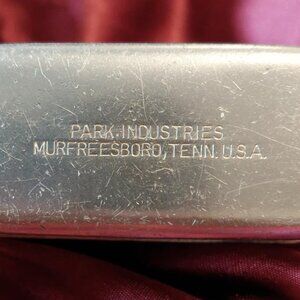 PARK INDUSTRIES
MURFREESBORO, TENN. U.S.A.